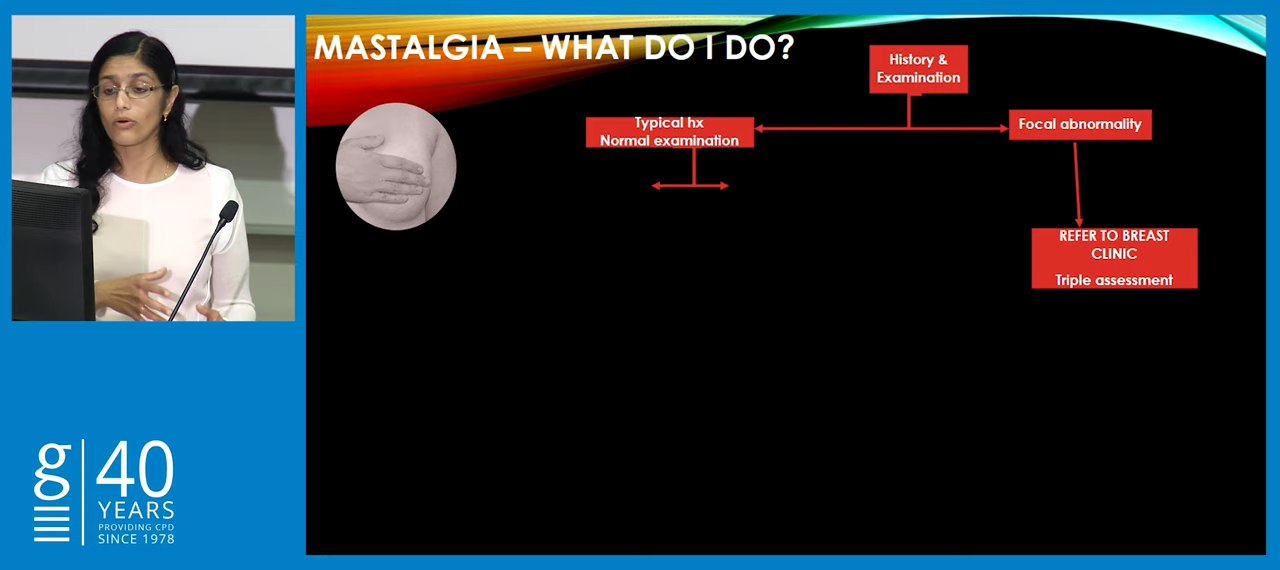 MASTALGIA – WHAT DO I DO?
History &
Examination
Typical hx
Normal examination
Focal abnormality
REFER TO BREAST
CLINIC
Triple assessment
g
40
YEARS
PROVIDING CPD
SINCE 1978